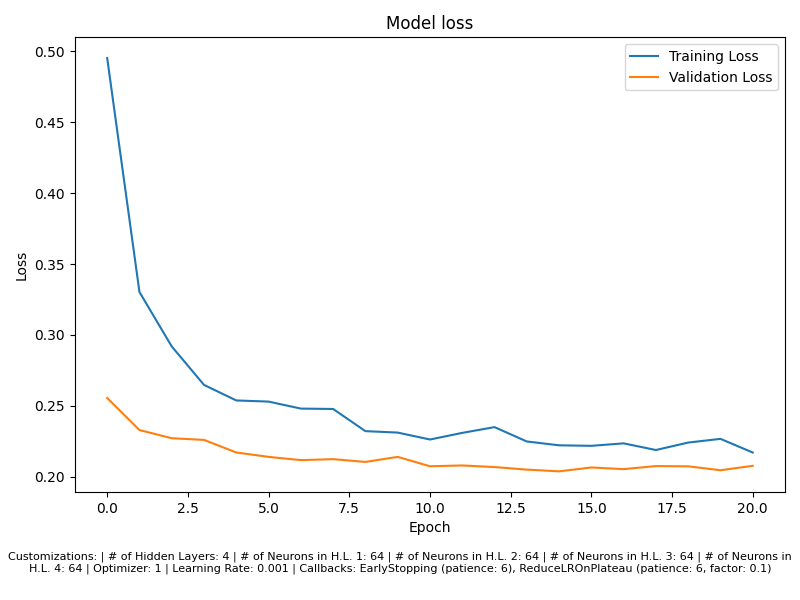 Model loss
Training Loss
Validation Loss
0.50
0.45
0.40
0.35
0.30
0.25
0.20
Loss
0.0 2.5 5.0 7.5 10.0 12.5 15.0 17.5 20.0
Epoch
Customizations: | # of Hidden Layers: 4 | # of Neurons in H.L. 1: 64 | # of Neurons in H.L. 2: 64 | # of Neurons in H.L. 3: 64 | # of Neurons in
H.L. 4: 64 | Optimizer: 1 | Learning Rate: 0.001 | Callbacks: EarlyStopping (patience: 6), ReduceLROnPlateau (patience: 6, factor: 0.1)